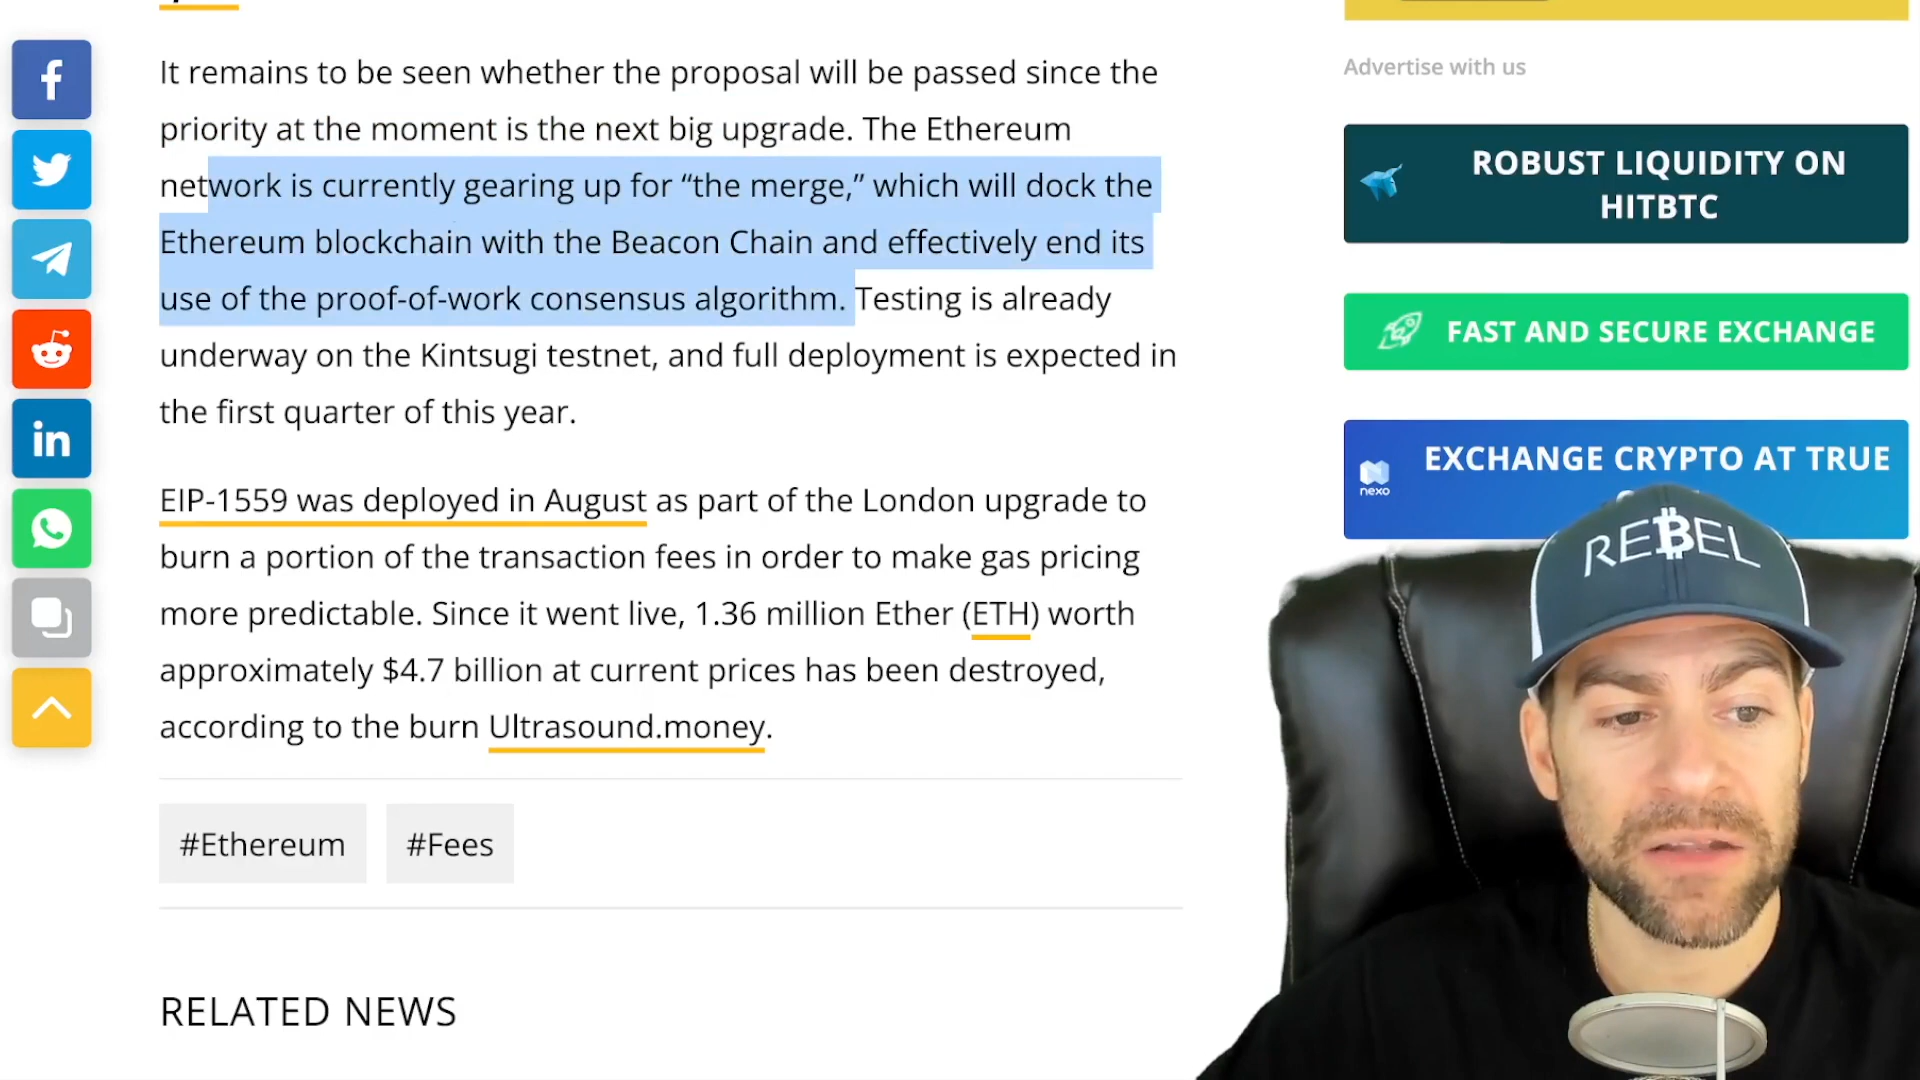 It remains to be seen whether the proposal will be passed since the
priority at the moment is the next big upgrade. The Ethereum
network is currently gearing up for “the merge,” which will dock the
Ethereum blockchain with the Beacon Chain and effectively end its
use of the proof-of-work consensus algorithm. Testing is already
underway on the Kintsugi testnet, and full deployment is expected in
the first quarter of this year.
EIP-1559 was deployed in August as part of the London upgrade to
burn a portion of the transaction fees in order to make gas pricing
more predictable. Since it went live, 1.36 million Ether (ETH) worth
approximately $4.7 billion at current prices has been destroyed,
according to the burn Ultrasound.money.
#Ethereum #Fees
RELATED NEWS
Advertise with us
ROBUST LIQUIDITY ON
HITBTC
FAST AND SECURE EXCHANGE
EXCHANGE CRYPTO AT TRUE
nexo
REBEL
f
in